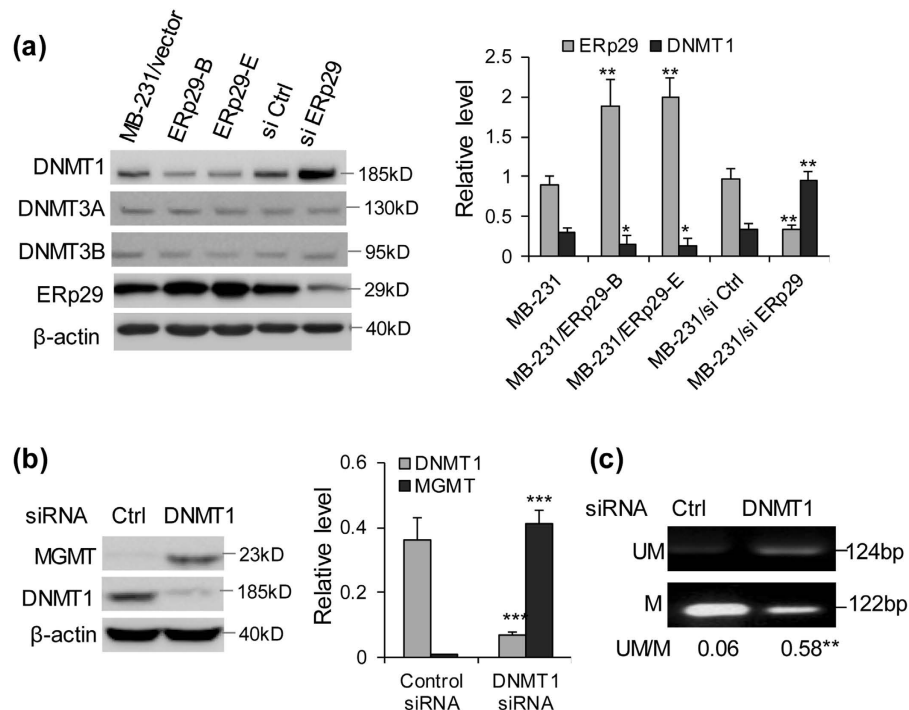 (a)
MB-231/vector
ERp29-B
ERp29-E
si Ctrl
si ERp29
DNMT1
185kD
DNMT3A
130kD
DNMT3B
95kD
ERp29
29kD
β-actin
40kD
ERp29 DNMT1
Relative level
2.5
2
1.5
1
0.5
0
**
*
**
*
**
**
MB-231
MB-231/ERp29-B
MB-231/ERp29-E
MB-231/si Ctrl
MB-231/si ERp29
(b)
siRNA Ctrl DNMT1
MGMT
23kD
DNMT1
185kD
β-actin
40kD
DNMT1
MGMT
Relative level
0.6
0.4
0.2
0
***
***
Control
siRNA
DNMT1
siRNA
(c)
siRNA Ctrl DNMT1
UM
124bp
M
122bp
UM/M 0.06 0.58**